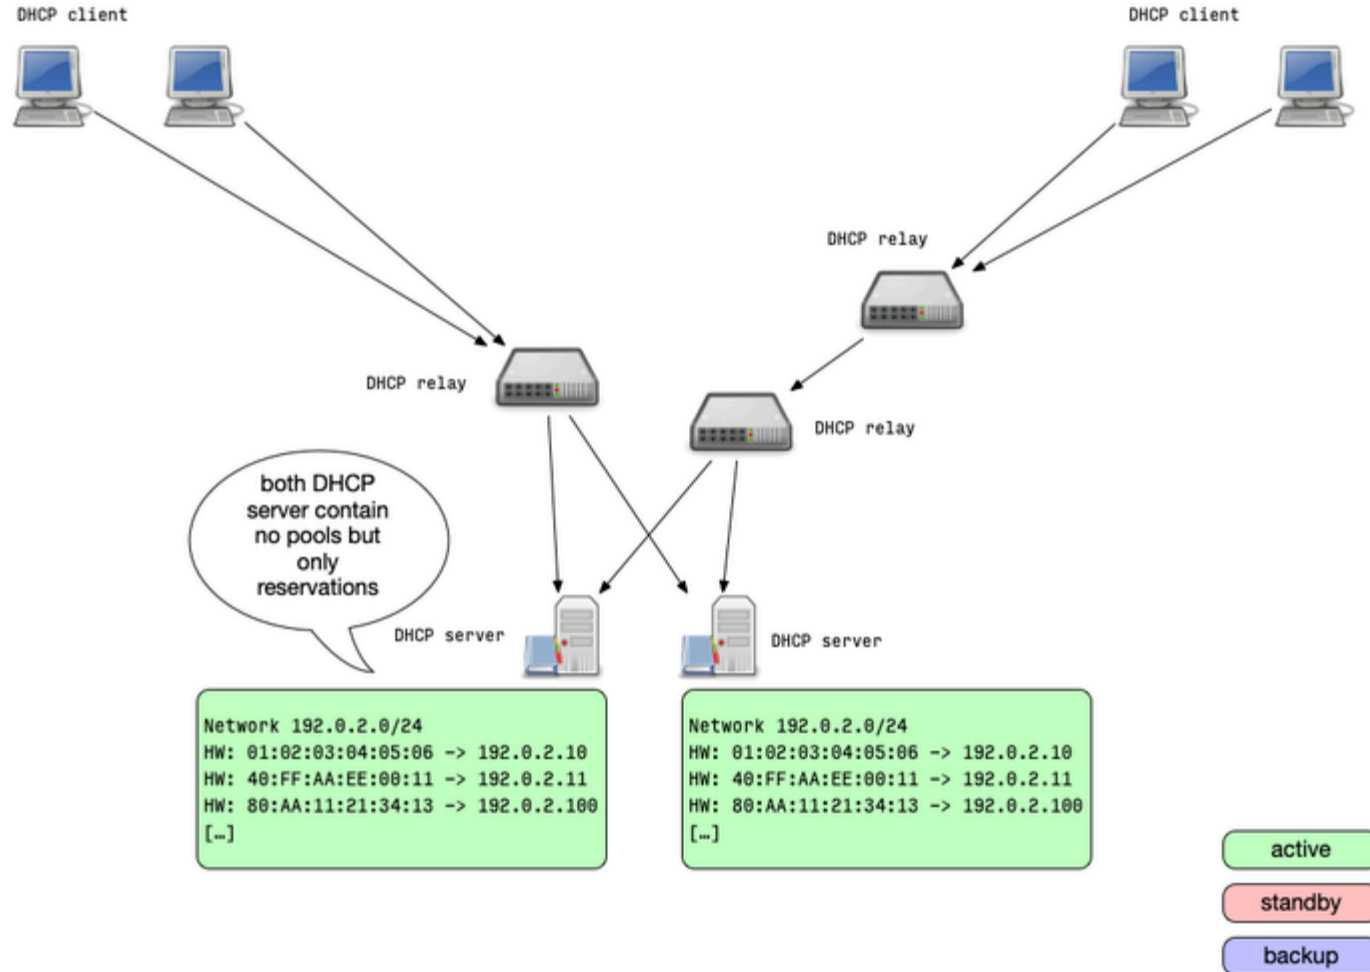 DHCP client
DHCP client
DHCP relay
DHCP relay
DHCP relay
both DHCP
server contain
no pools but
only
reservations
DHCP server
DHCP server
Network 192.0.2.0/24
HW: 01:02:03:04:05:06 -> 192.0.2.10
HW: 40:FF:AA:EE:00:11 -> 192.0.2.11
HW: 80:AA:11:21:34:13 -> 192.0.2.100
[…]
Network 192.0.2.0/24
HW: 01:02:03:04:05:06 -> 192.0.2.10
HW: 40:FF:AA:EE:00:11 -> 192.0.2.11
HW: 80:AA:11:21:34:13 -> 192.0.2.100
[…]
active
standby
backup